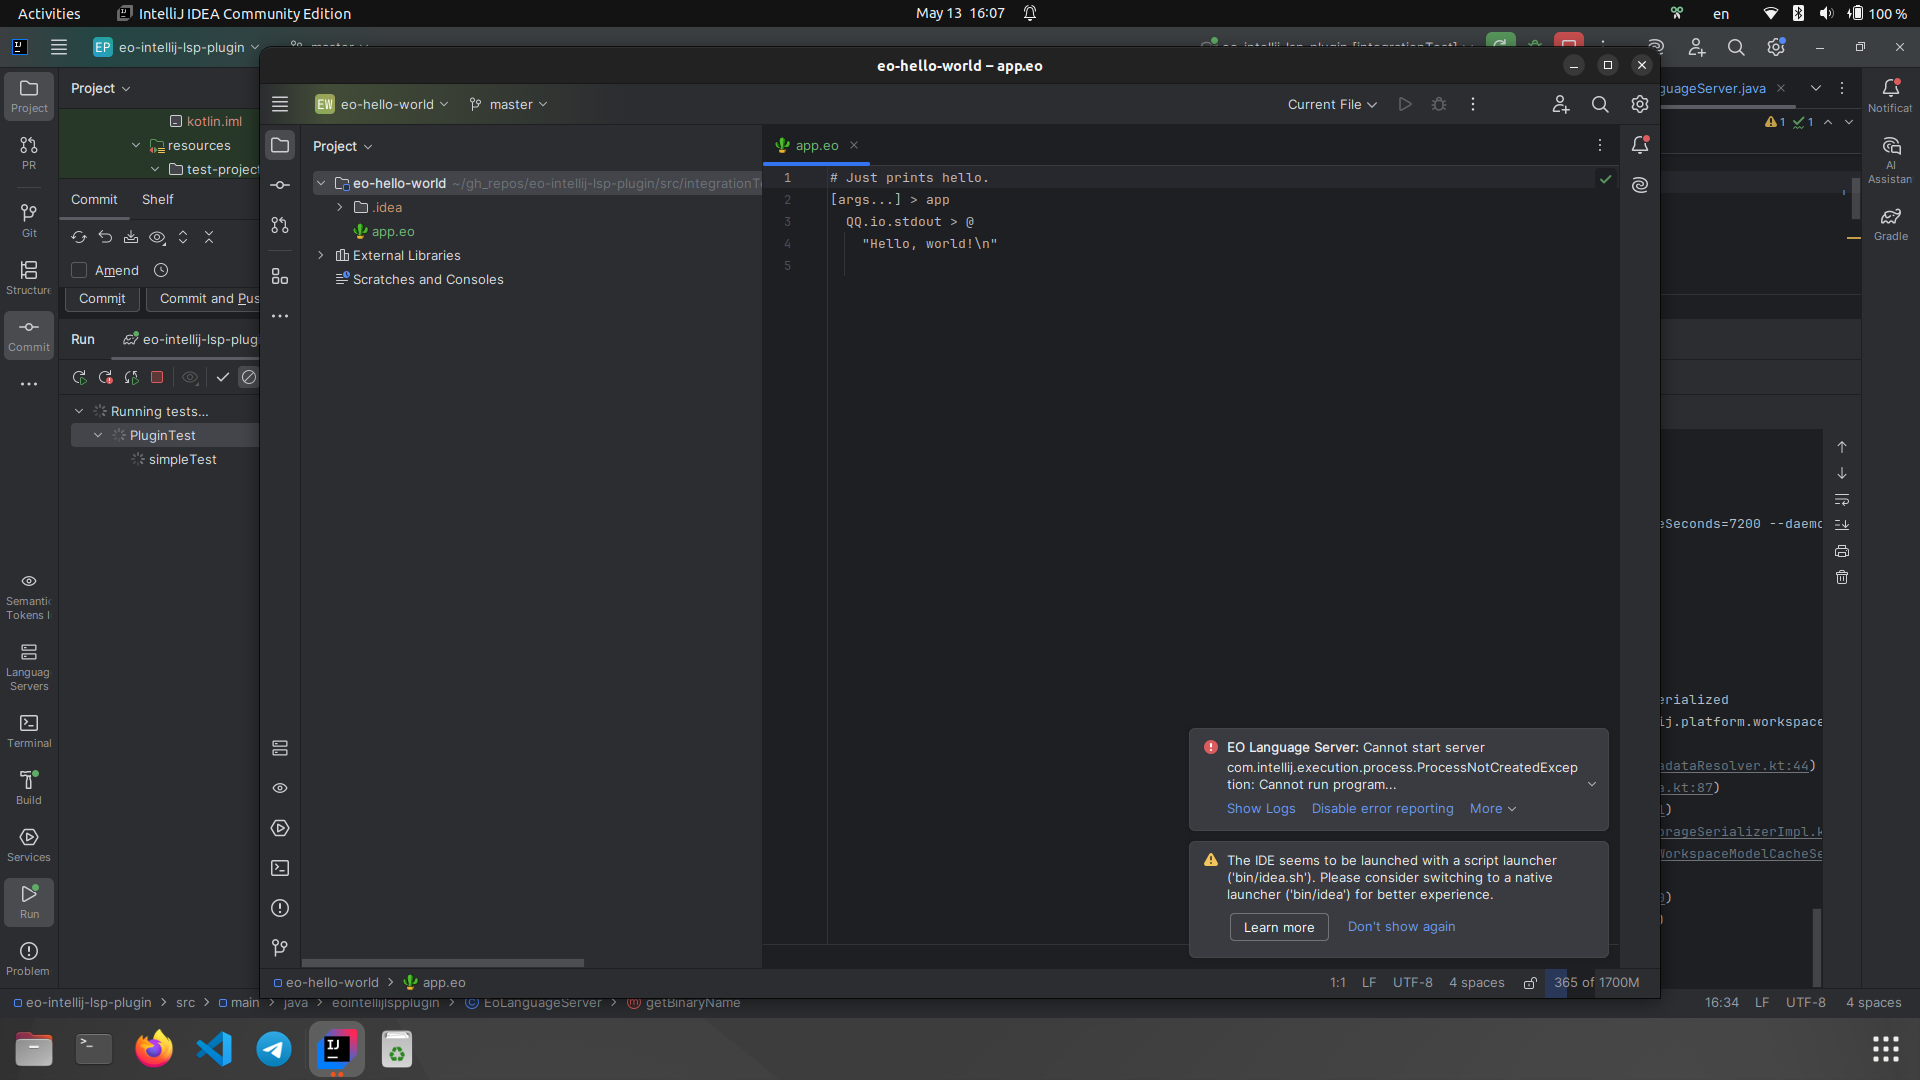 Activities
IntelliJ IDEA Community Edition
May 13 16:07
en
100 %
EP eo-intellij-lsp-plugin
eo-hello-world – app.eo
Project
kotlin.iml
resources
test-project
Commit Shelf
Amend
Commit
Commit and Pus
Run
eo-intellij-lsp-plug
Running tests...
PluginTest
simpleTest
Project
PR
Git
Structure
Commit
Semantic
Tokens I
Languag
Servers
Terminal
Build
Services
Run
Problem
EW eo-hello-world
master
Current File
Project
eo-hello-world ~/gh_repos/eo-intellij-lsp-plugin/src/integrationTe
.idea
app.eo
External Libraries
Scratches and Consoles
app.eo
1 # Just prints hello.
2 [args...] > app
3 QQ.io.stdout > @
4 "Hello, world!\n"
5
EO Language Server: Cannot start server
com.intellij.execution.process.ProcessNotCreatedExcep
tion: Cannot run program...
Show Logs Disable error reporting More
The IDE seems to be launched with a script launcher
('bin/idea.sh'). Please consider switching to a native
launcher ('bin/idea') for better experience.
Learn more Don't show again
eo-hello-world app.eo
1:1 LF UTF-8 4 spaces 365 of 1700M
guageServer.java
1 1
eSeconds=7200 --daemo
erialized
ij.platform.workspace
adataResolver.kt:44)
a.kt:87)
orageSerializerImpl.k
WorkspaceModelCacheSe
Notificat
AI
Assistan
Gradle
eo-intellij-lsp-plugin src main java eointellijlspplugin EoLanguageServer getBinaryName
16:34 LF UTF-8 4 spaces